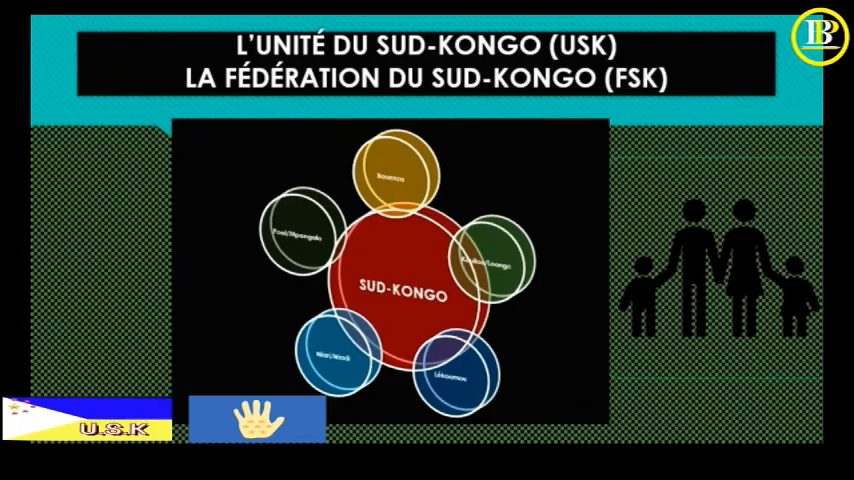 L'UNITÉ DU SUD-KONGO (USK)
LA FÉDÉRATION DU SUD-KONGO (FSK)
BP
Bouenza
Pool/Mpangala
Kouilou/Loango
SUD-KONGO
Niari/Niadi
Lékoumou
U.S.K